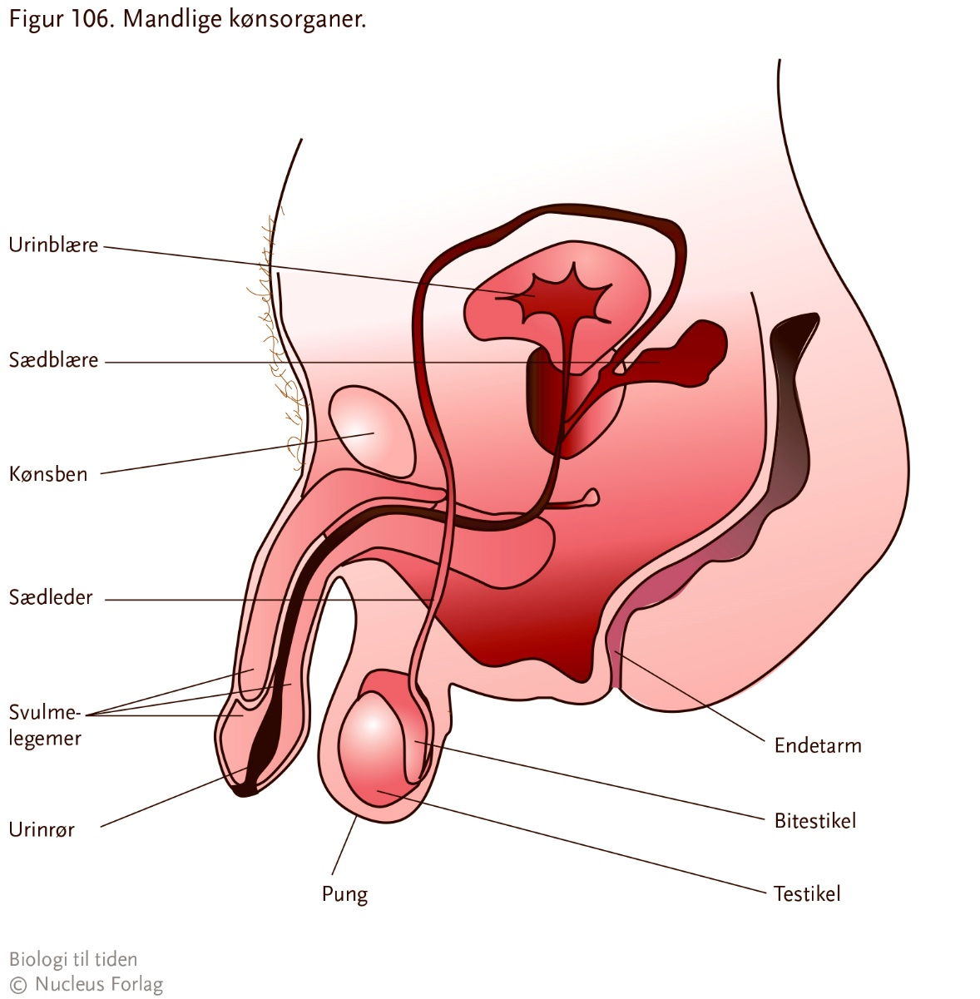 Figur 106. Mandlige kønsorganer.
Urinblære
Sædblære
Kønsben
Sædleder
Svulme-
legemer
Urinrør
Pung
Endetarm
Bitestikel
Testikel
Biologi til tiden
© Nucleus Forlag